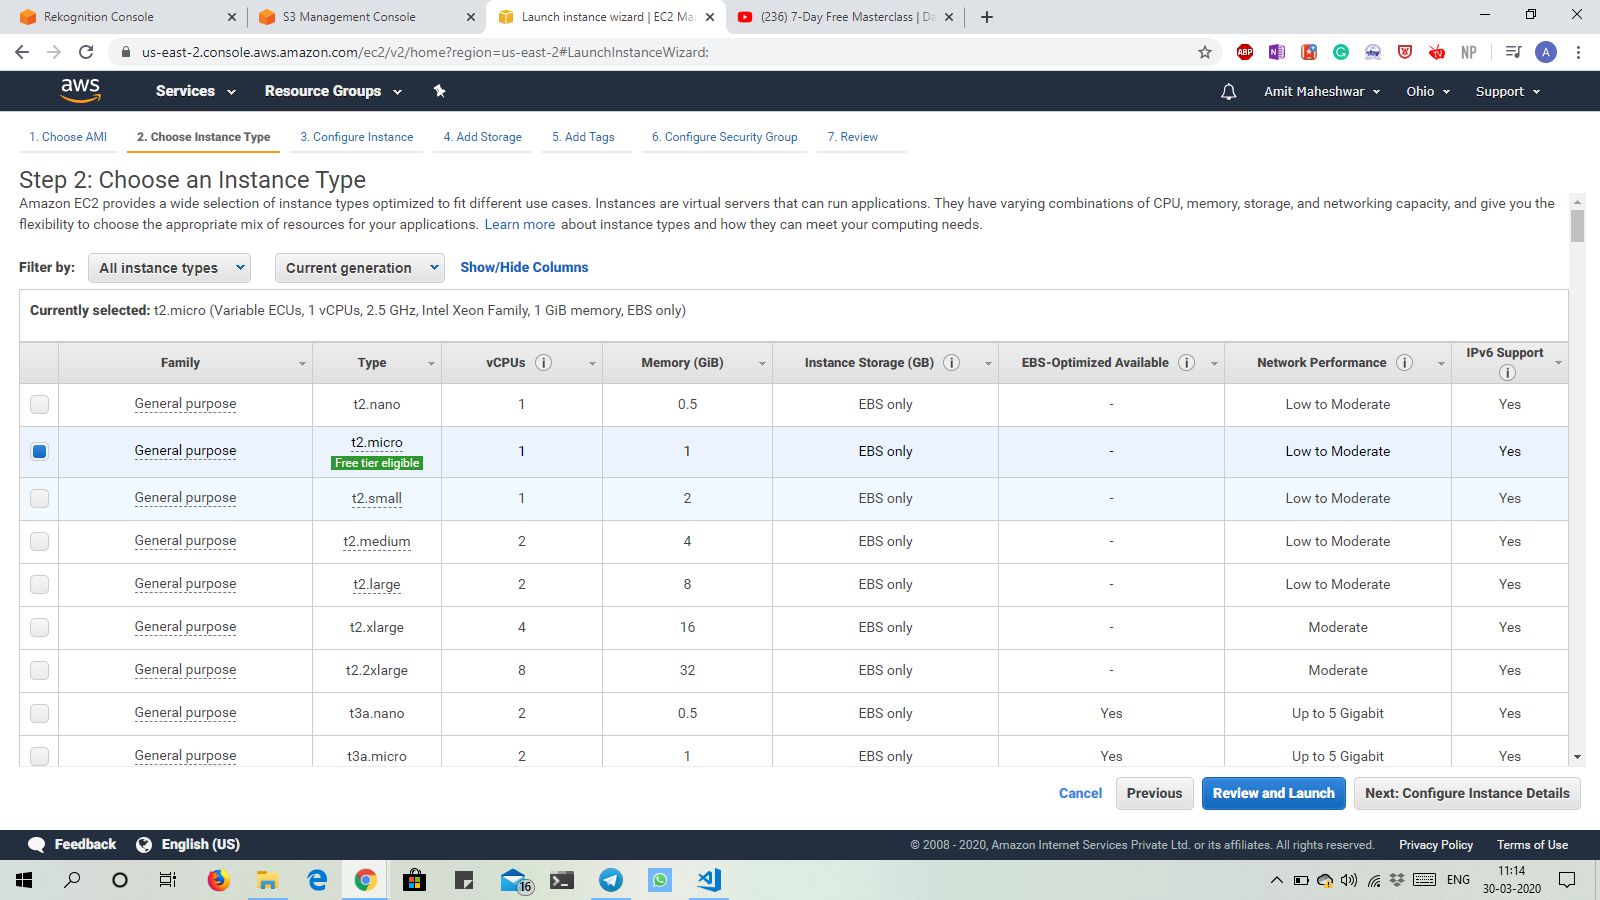 Rekognition Console
S3 Management Console
Launch instance wizard | EC2 Ma
(236) 7-Day Free Masterclass | Da
us-east-2.console.aws.amazon.com/ec2/v2/home?region=us-east-2#LaunchInstanceWizard:
ABP
N
G
TV
NP
A
aws
Services
Resource Groups
Amit Maheshwar
Ohio
Support
1. Choose AMI
2. Choose Instance Type
3. Configure Instance
4. Add Storage
5. Add Tags
6. Configure Security Group
7. Review
Step 2: Choose an Instance Type
Amazon EC2 provides a wide selection of instance types optimized to fit different use cases. Instances are virtual servers that can run applications. They have varying combinations of CPU, memory, storage, and networking capacity, and give you the
flexibility to choose the appropriate mix of resources for your applications. Learn more about instance types and how they can meet your computing needs.
Filter by: All instance types Current generation Show/Hide Columns
Currently selected: t2.micro (Variable ECUs, 1 vCPUs, 2.5 GHz, Intel Xeon Family, 1 GiB memory, EBS only)
Family Type vCPUs i Memory (GiB) Instance Storage (GB) i EBS-Optimized Available i Network Performance i IPv6 Support i
General purpose t2.nano 1 0.5 EBS only - Low to Moderate Yes
General purpose t2.micro Free tier eligible 1 1 EBS only - Low to Moderate Yes
General purpose t2.small 1 2 EBS only - Low to Moderate Yes
General purpose t2.medium 2 4 EBS only - Low to Moderate Yes
General purpose t2.large 2 8 EBS only - Low to Moderate Yes
General purpose t2.xlarge 4 16 EBS only - Moderate Yes
General purpose t2.2xlarge 8 32 EBS only - Moderate Yes
General purpose t3a.nano 2 0.5 EBS only Yes Up to 5 Gigabit Yes
General purpose t3a.micro 2 1 EBS only Yes Up to 5 Gigabit Yes
Cancel
Previous
Review and Launch
Next: Configure Instance Details
Feedback
English (US)
© 2008 - 2020, Amazon Internet Services Private Ltd. or its affiliates. All rights reserved.
Privacy Policy
Terms of Use
16
ENG
11:14
30-03-2020